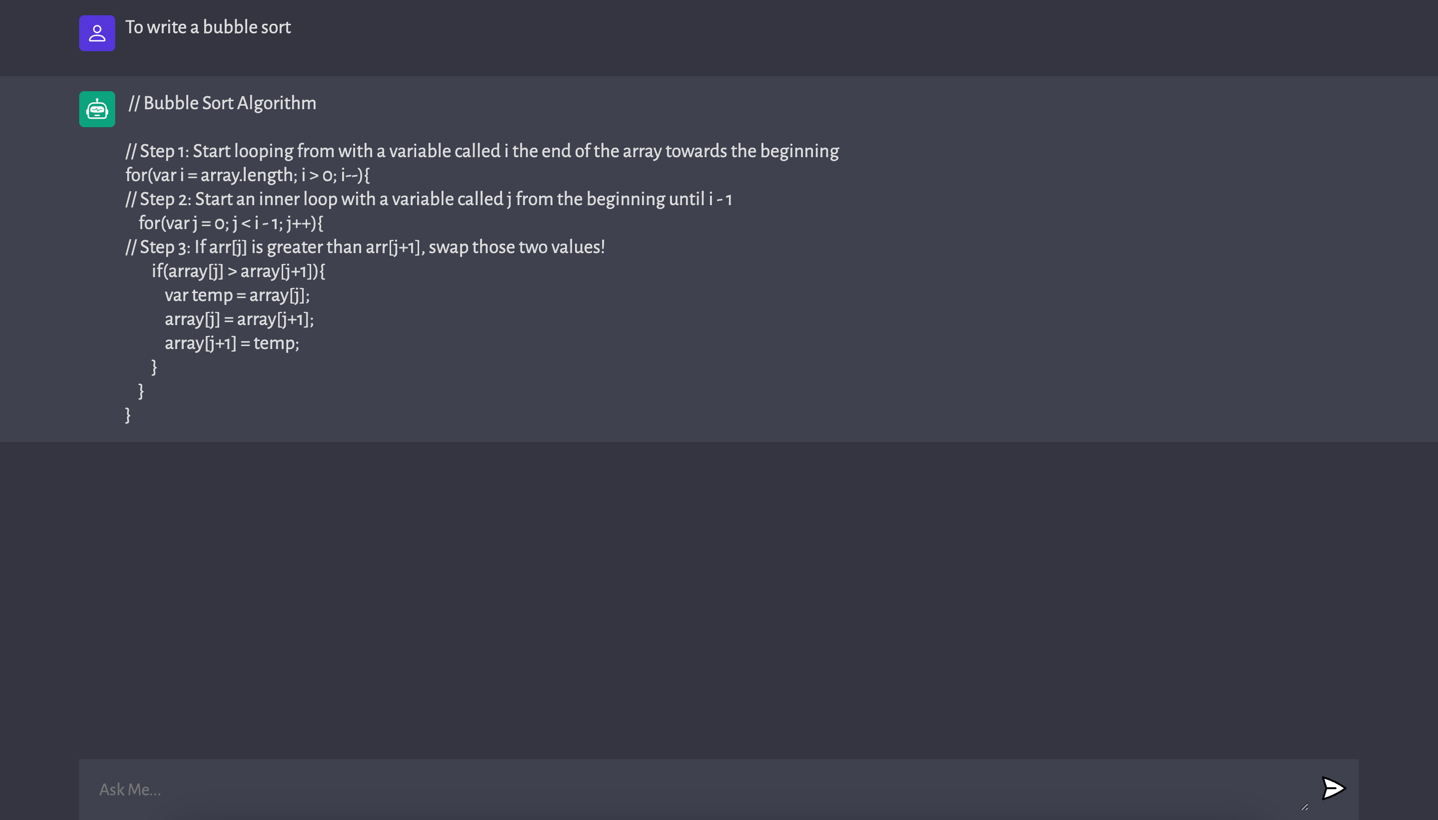 To write a bubble sort
// Bubble Sort Algorithm
// Step 1: Start looping from with a variable called i the end of the array towards the beginning
for(var i = array.length; i > 0; i--){
// Step 2: Start an inner loop with a variable called j from the beginning until i - 1
for(var j = 0; j < i - 1; j++){
// Step 3: If arr[j] is greater than arr[j+1], swap those two values!
if(array[j] > array[j+1]){
var temp = array[j];
array[j] = array[j+1];
array[j+1] = temp;
}
}
}
Ask Me...